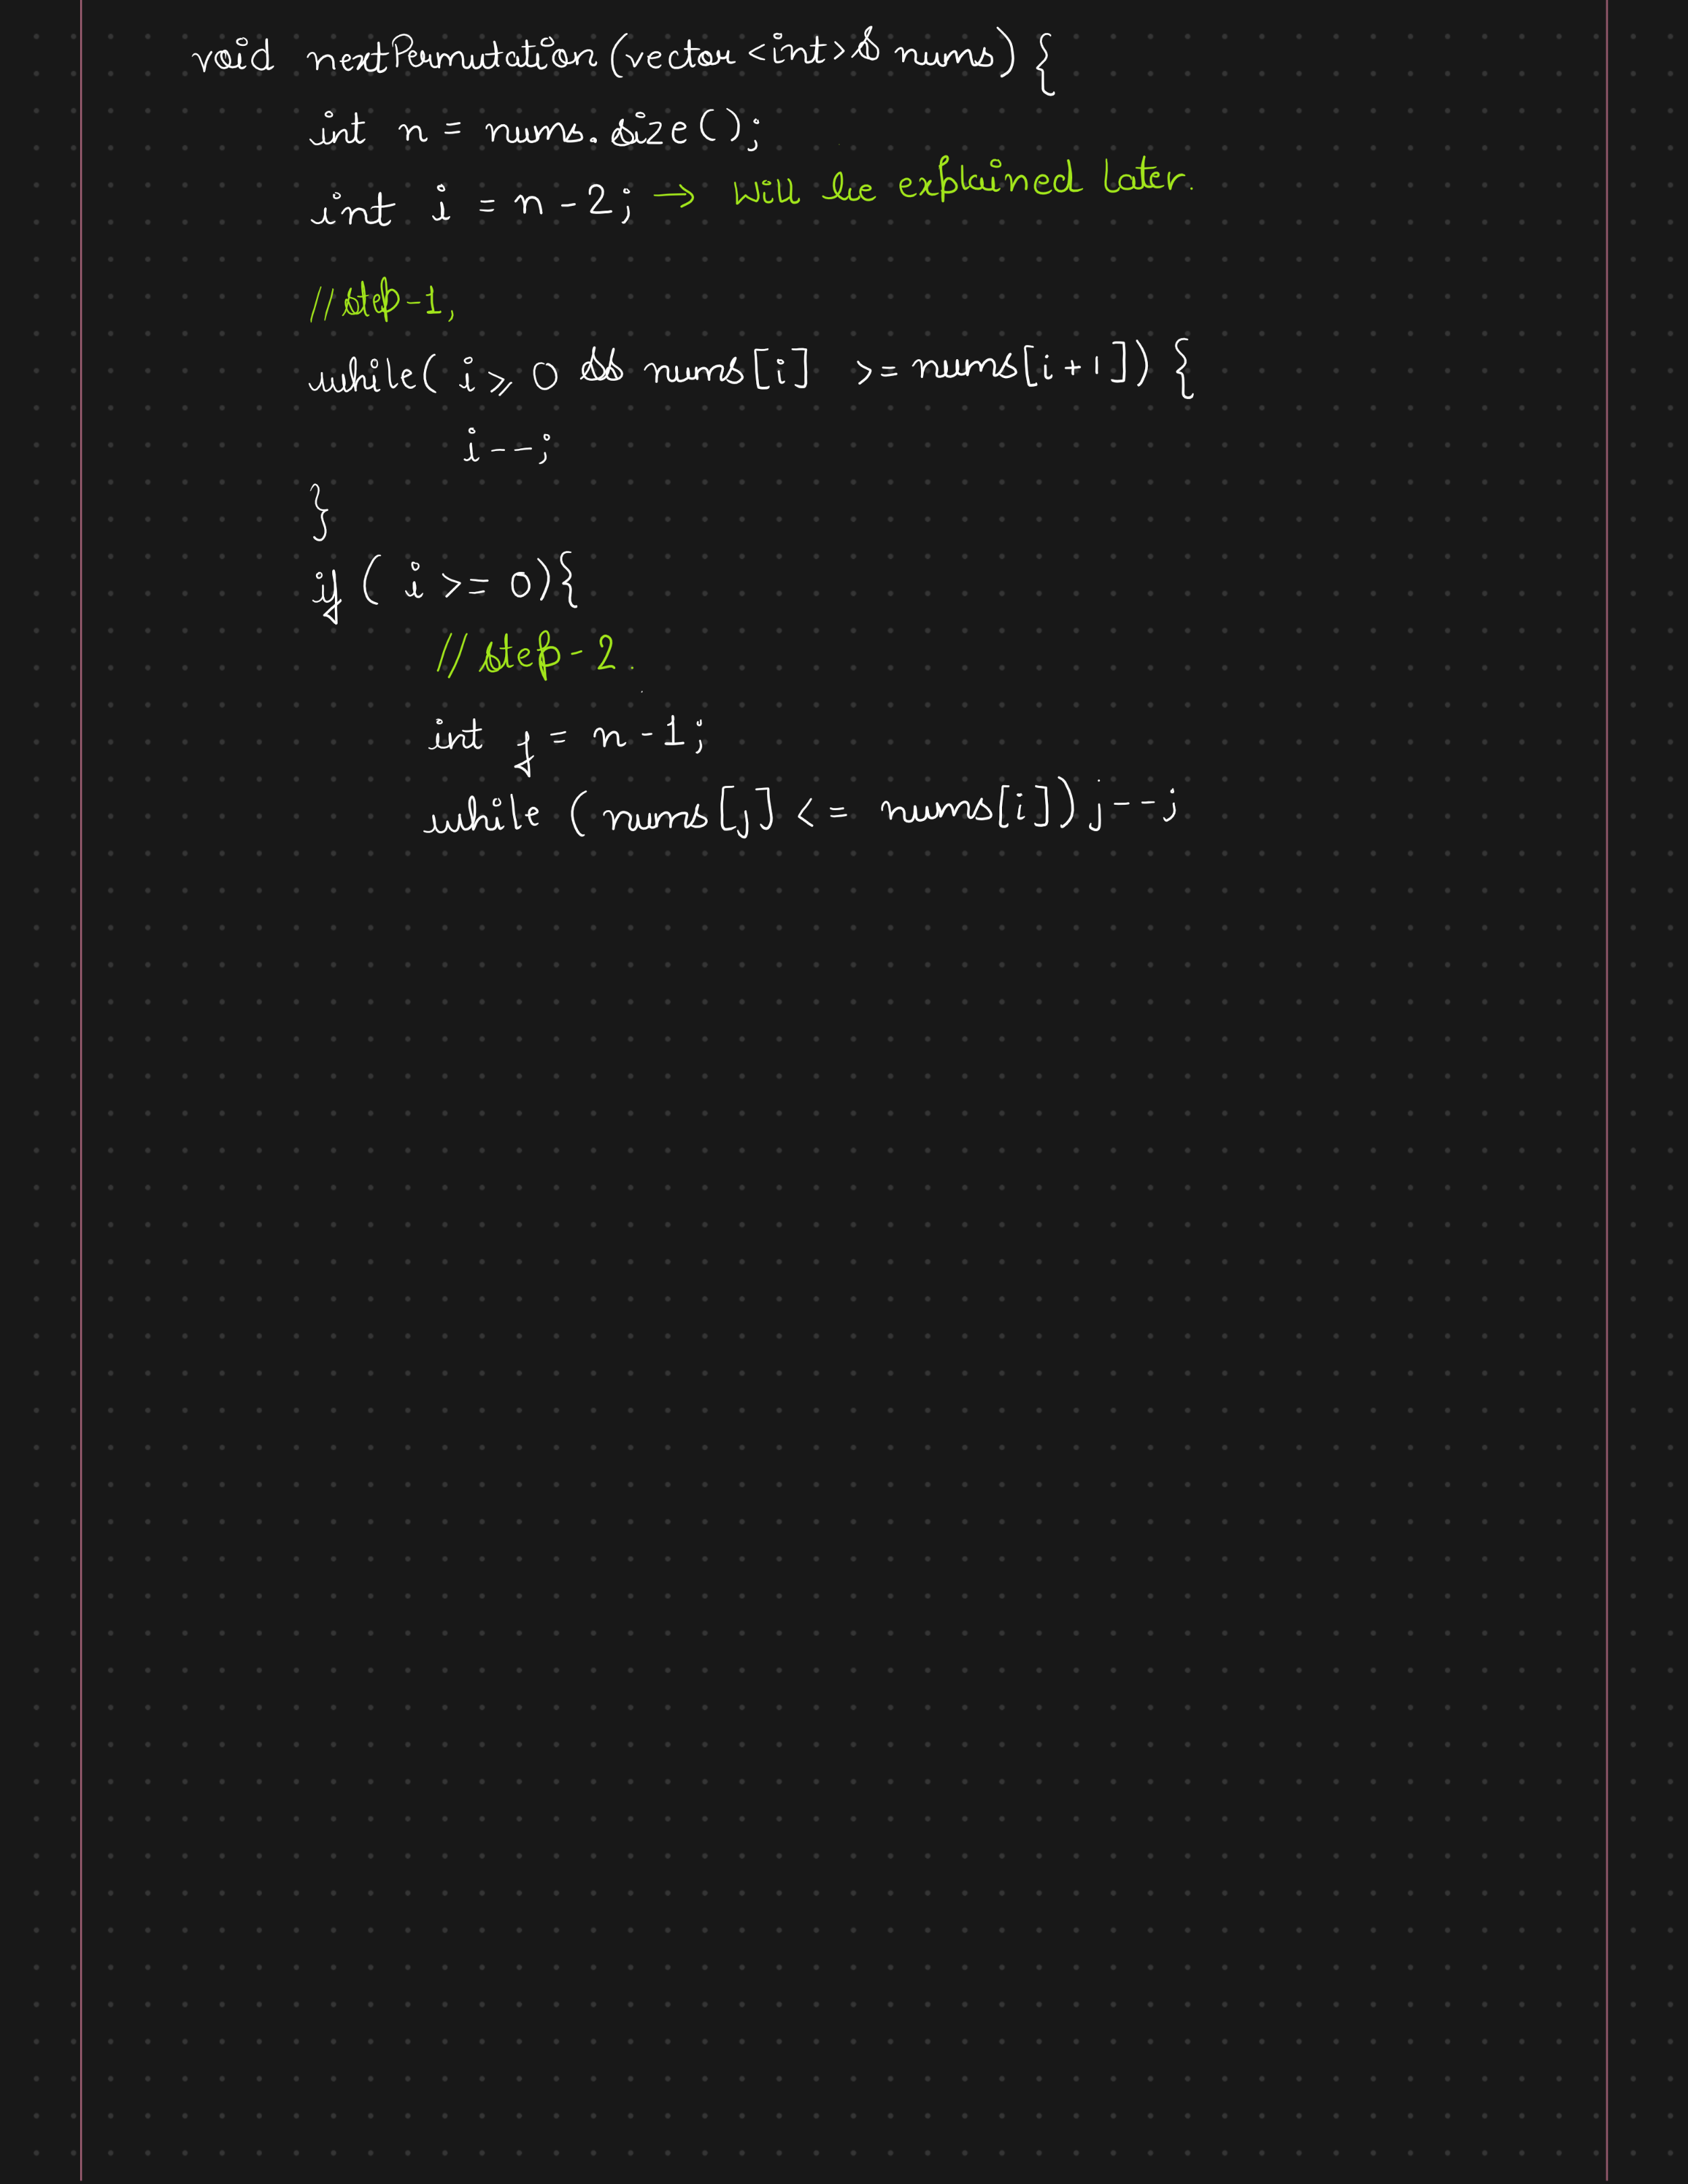 void nextPermutation (vector <int>& nums) {
int n = nums.size();
int i = n - 2; → Will be explained later.
// step-1,
while( i ⩾ 0 && nums[i] >= nums[i+1]) {
i--;
}
if ( i >= 0){
// step-2.
int j = n-1;
while (nums[j] <= nums[i]) j--;